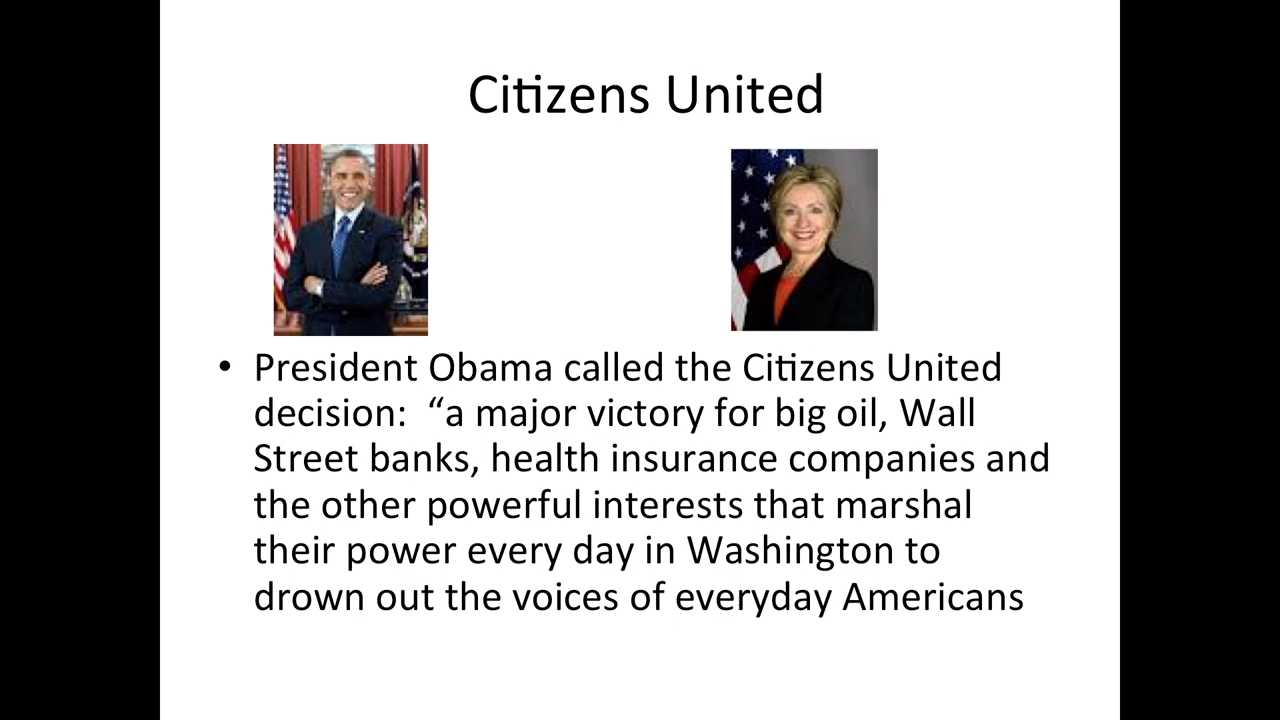 Citizens United
• President Obama called the Citizens United
decision:  “a major victory for big oil, Wall
Street banks, health insurance companies and
the other powerful interests that marshal
their power every day in Washington to
drown out the voices of everyday Americans